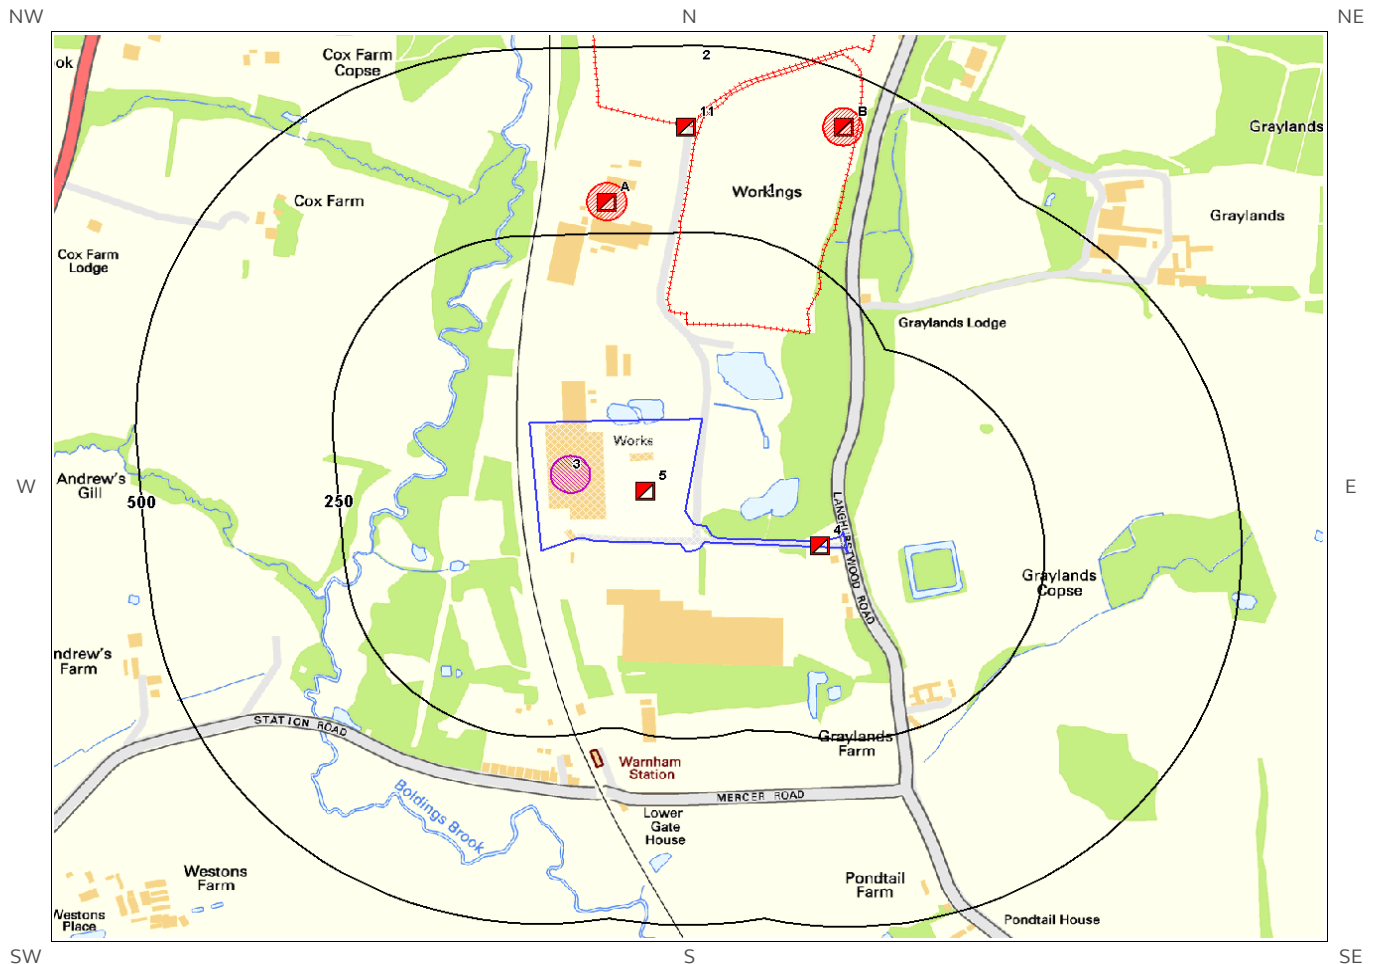 NW
N
NE
ok
Cox Farm
Copse
2
11
B
Graylands
A
Workings
1
Cox Farm
Graylands
Cox Farm
Lodge
Graylands Lodge
Works
3
5
W
E
Andrew's
Gill
500
250
LANGHURSTWOOD ROAD
4
Graylands
Copse
ndrew's
Farm
STATION ROAD
Graylands
Farm
Warnham
Station
MERCER ROAD
Boldings Brook
Lower
Gate
House
Westons
Farm
Pondtail
Farm
Westons
Place
Pondtail House
SW
S
SE